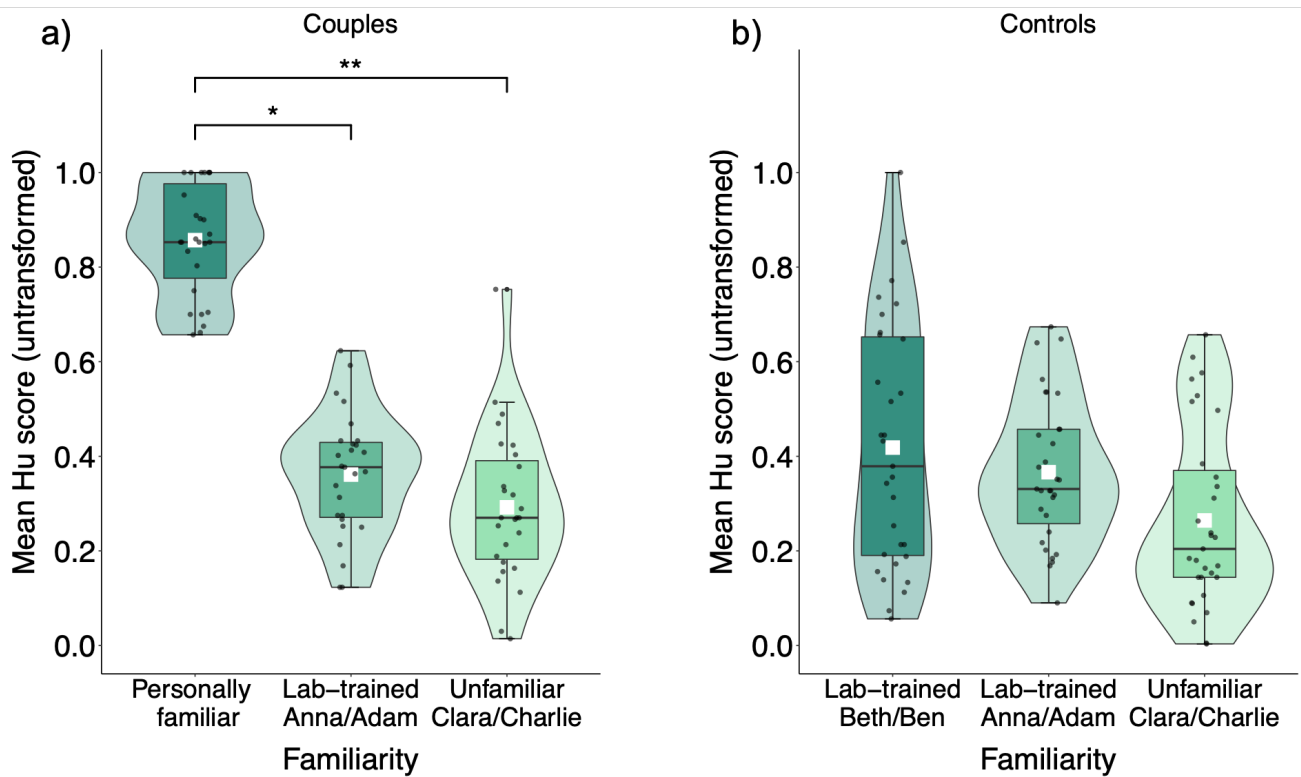 a)
Couples
**
*
1.0
0.8
0.6
0.4
0.2
0.0
Mean Hu score (untransformed)
Personally
familiar
Lab−trained
Anna/Adam
Unfamiliar
Clara/Charlie
Familiarity
b)
Controls
1.0
0.8
0.6
0.4
0.2
0.0
Mean Hu score (untransformed)
Lab−trained
Beth/Ben
Lab−trained
Anna/Adam
Unfamiliar
Clara/Charlie
Familiarity